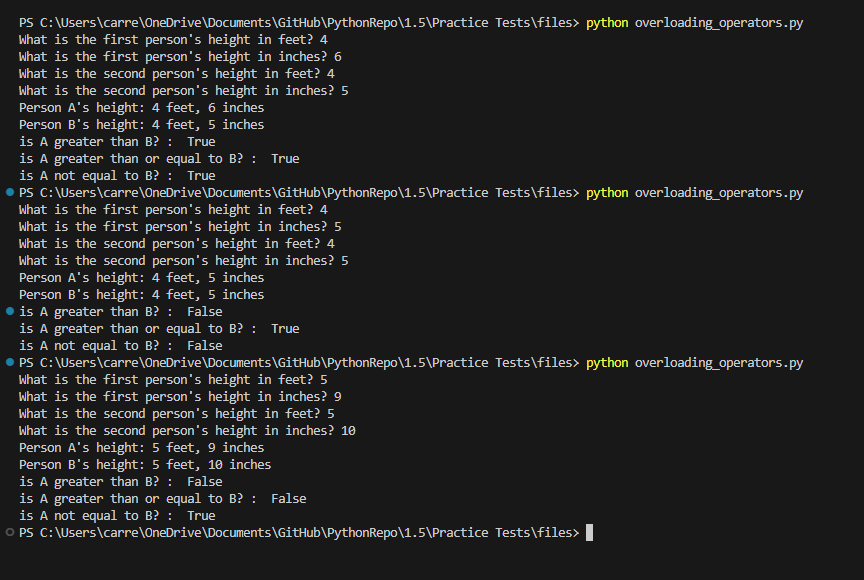 PS C:\Users\carre\OneDrive\Documents\GitHub\PythonRepo\1.5\Practice Tests\files> python overloading_operators.py
What is the first person's height in feet? 4
What is the first person's height in inches? 6
What is the second person's height in feet? 4
What is the second person's height in inches? 5
Person A's height: 4 feet, 6 inches
Person B's height: 4 feet, 5 inches
is A greater than B? :  True
is A greater than or equal to B? :  True
is A not equal to B? :  True
PS C:\Users\carre\OneDrive\Documents\GitHub\PythonRepo\1.5\Practice Tests\files> python overloading_operators.py
What is the first person's height in feet? 4
What is the first person's height in inches? 5
What is the second person's height in feet? 4
What is the second person's height in inches? 5
Person A's height: 4 feet, 5 inches
Person B's height: 4 feet, 5 inches
is A greater than B? :  False
is A greater than or equal to B? :  True
is A not equal to B? :  False
PS C:\Users\carre\OneDrive\Documents\GitHub\PythonRepo\1.5\Practice Tests\files> python overloading_operators.py
What is the first person's height in feet? 5
What is the first person's height in inches? 9
What is the second person's height in feet? 5
What is the second person's height in inches? 10
Person A's height: 5 feet, 9 inches
Person B's height: 5 feet, 10 inches
is A greater than B? :  False
is A greater than or equal to B? :  False
is A not equal to B? :  True
PS C:\Users\carre\OneDrive\Documents\GitHub\PythonRepo\1.5\Practice Tests\files>